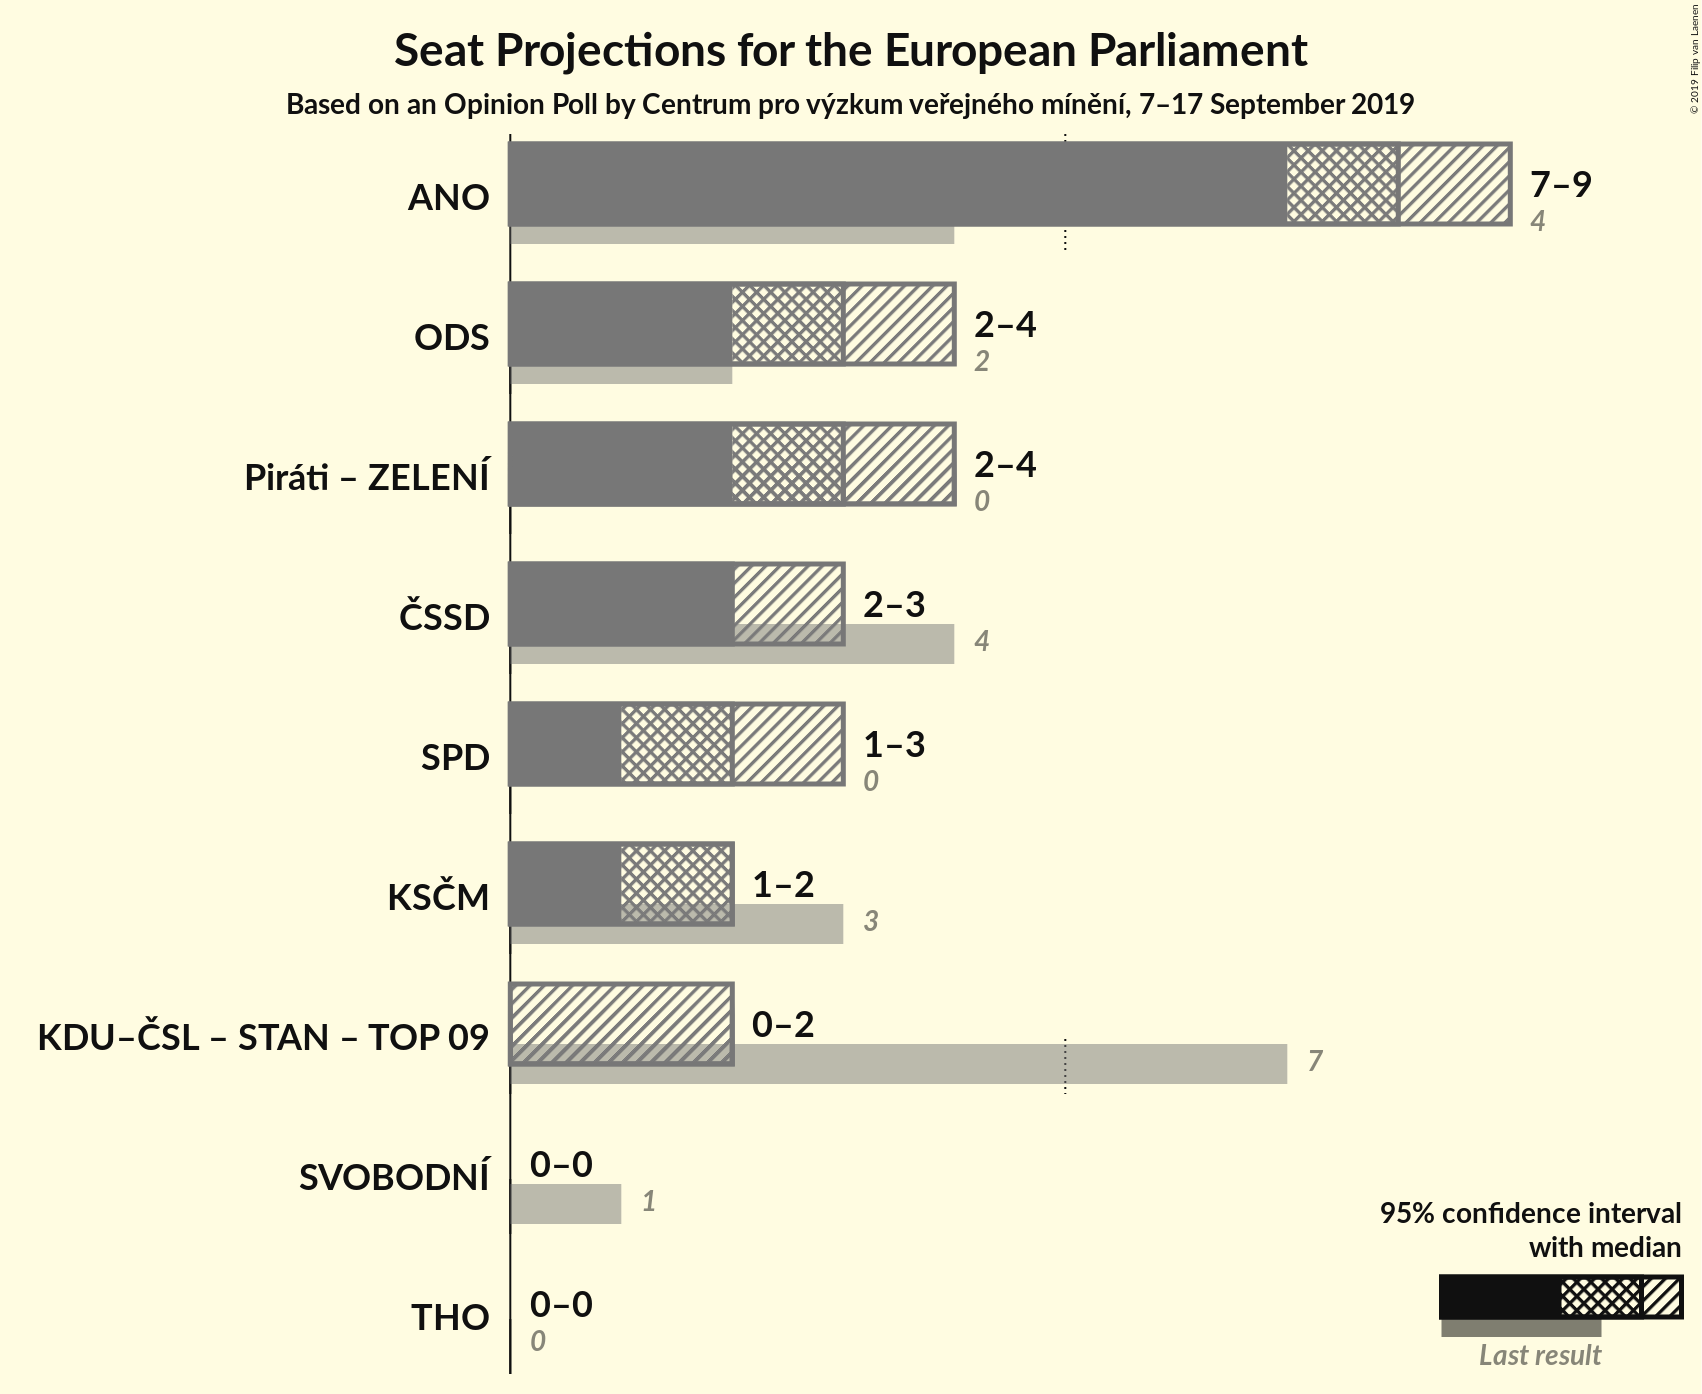 Seat Projections for the European Parliament
Based on an Opinion Poll by Centrum pro výzkum veřejného mínění, 7–17 September 2019
© 2019 Filip van Laenen
ANO
7–9
4
ODS
2–4
2
Piráti – ZELENÍ
2–4
0
ČSSD
2–3
4
SPD
1–3
0
KSČM
1–2
3
KDU–ČSL – STAN – TOP 09
0–2
7
SVOBODNÍ
0–0
1
THO
0–0
0
95% confidence interval
with median
Last result